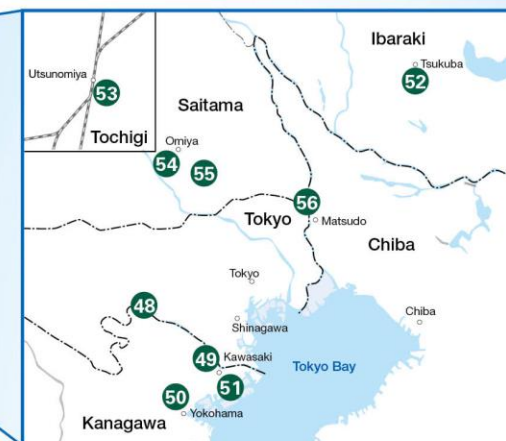 Ibaraki
Tsukuba
52
Utsunomiya
53
Tochigi
Saitama
Omiya
54
55
56
Tokyo
Matsudo
Chiba
Tokyo
Chiba
48
Shinagawa
49
Kawasaki
Tokyo Bay
51
50
Yokohama
Kanagawa